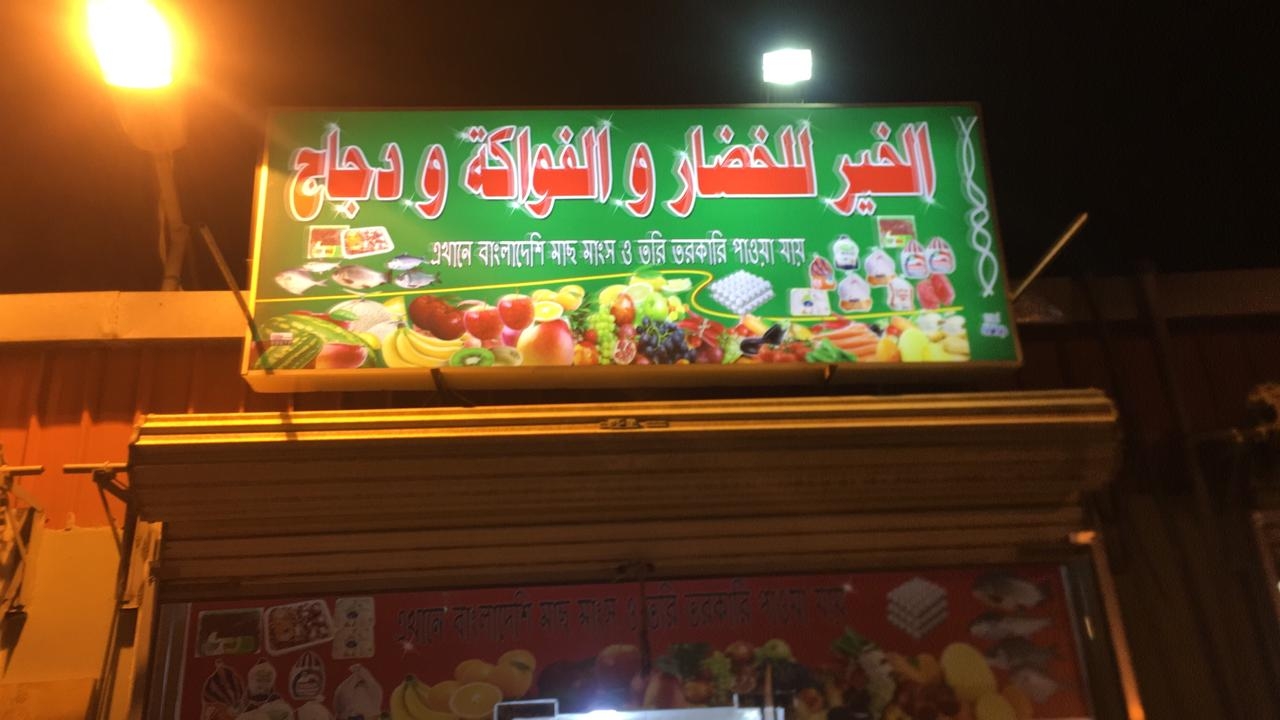 الخير للخضار و الفواكة و دجاج
এখানে বাংলাদেশি মাছ মাংস ও তরি তরকারি পাওয়া যায়
এখানে বাংলাদেশি মাছ মাংস ও তরি তরকারি পাওয়া যায়